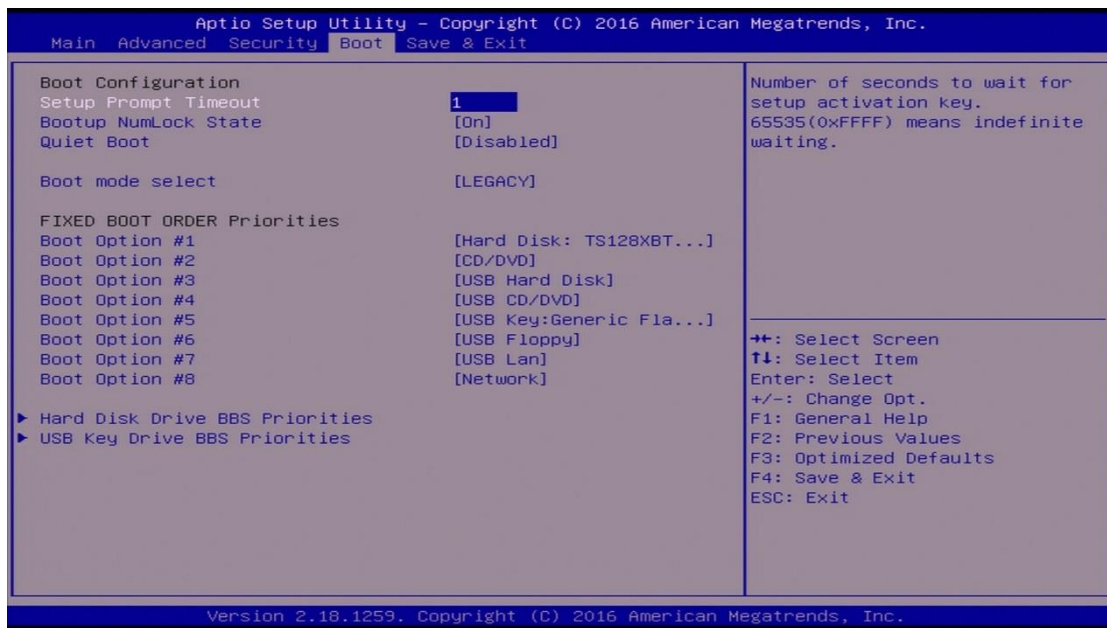 Aptio Setup Utility – Copyright (C) 2016 American Megatrends, Inc.
Main Advanced Security Boot Save & Exit
Boot Configuration
Setup Prompt Timeout 1
Bootup NumLock State [On]
Quiet Boot [Disabled]
Boot mode select [LEGACY]
FIXED BOOT ORDER Priorities
Boot Option #1 [Hard Disk: TS128XBT...]
Boot Option #2 [CD/DVD]
Boot Option #3 [USB Hard Disk]
Boot Option #4 [USB CD/DVD]
Boot Option #5 [USB Key:Generic Fla...]
Boot Option #6 [USB Floppy]
Boot Option #7 [USB Lan]
Boot Option #8 [Network]
▶ Hard Disk Drive BBS Priorities
▶ USB Key Drive BBS Priorities
Number of seconds to wait for
setup activation key.
65535(0xFFFF) means indefinite
waiting.
→←: Select Screen
↑↓: Select Item
Enter: Select
+/-: Change Opt.
F1: General Help
F2: Previous Values
F3: Optimized Defaults
F4: Save & Exit
ESC: Exit
Version 2.18.1259. Copyright (C) 2016 American Megatrends, Inc.